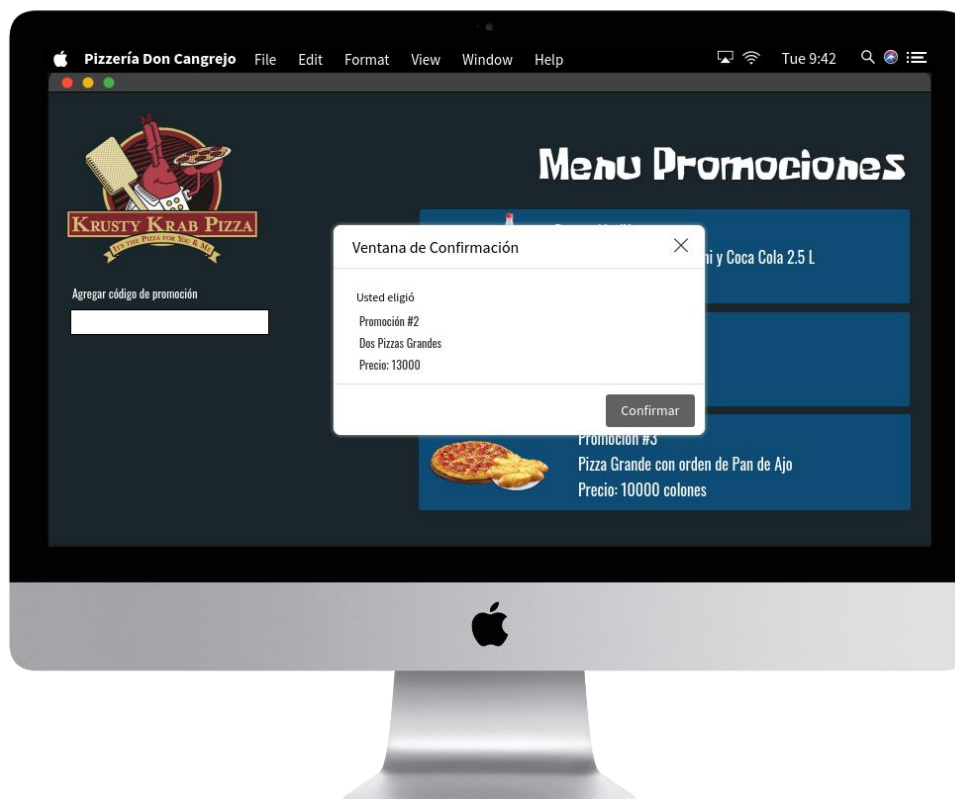 Pizzería Don Cangrejo File Edit Format View Window Help Tue 9:42
Menu Promociones
KRUSTY KRAB PIZZA
IT'S THE PIZZA FOR YOU & ME
Agregar código de promoción
Ventana de Confirmación
Usted eligió
Promoción #2
Dos Pizzas Grandes
Precio: 13000
Confirmar
y Coca Cola 2.5 L
Promoción #3
Pizza Grande con orden de Pan de Ajo
Precio: 10000 colones